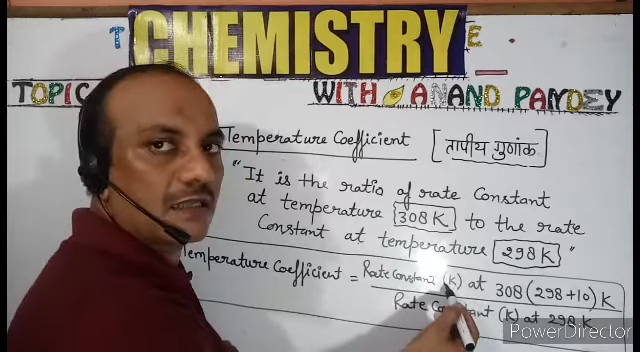 T CHEMISTRY E.
TOPIC WITH ANAND PANDEY
Temperature Coefficient [तापीय गुणांक]
"It is the ratio of rate Constant
at temperature 308 K to the rate
Constant at temperature 298 K"
Temperature Coefficient = Rate Constant (k) at 308 (298+10) K
Rate Constant (K) at 298 K
PowerDirector